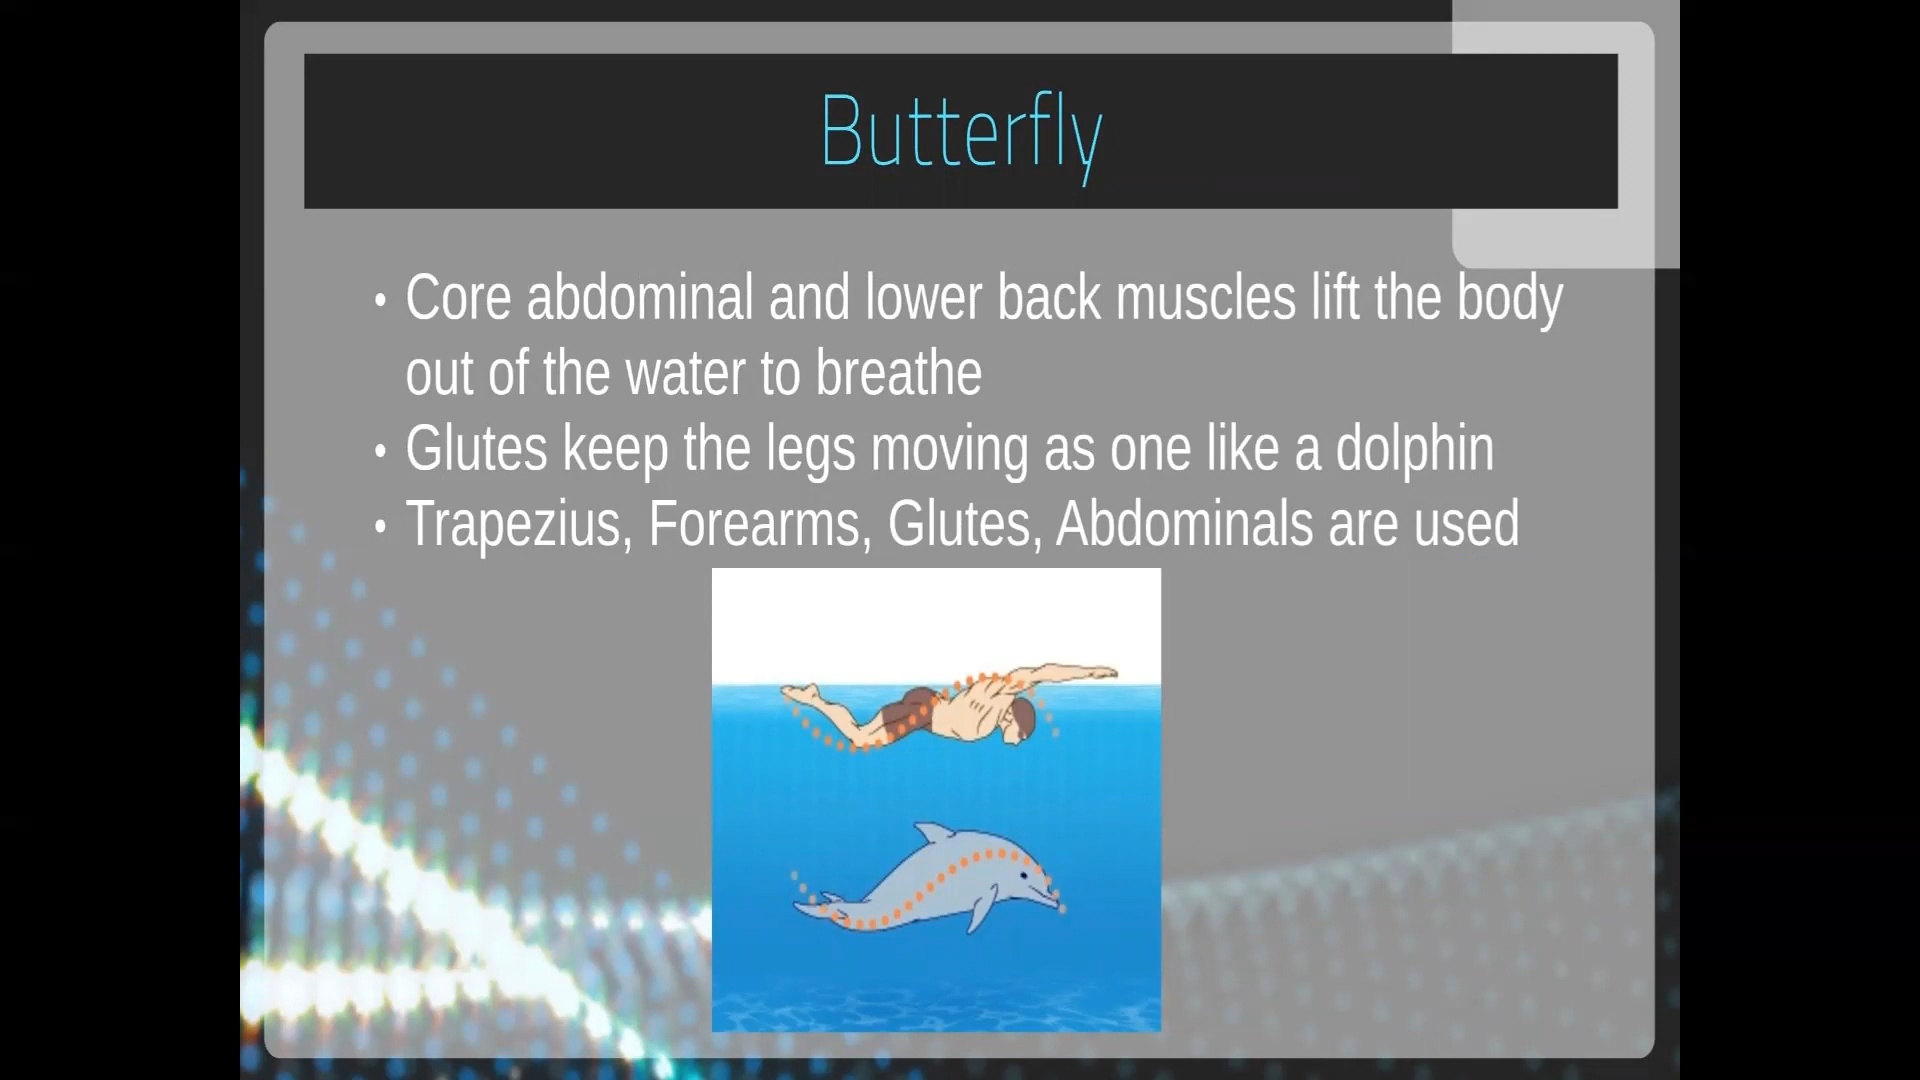 Butterfly
• Core abdominal and lower back muscles lift the body
out of the water to breathe
• Glutes keep the legs moving as one like a dolphin
• Trapezius, Forearms, Glutes, Abdominals are used